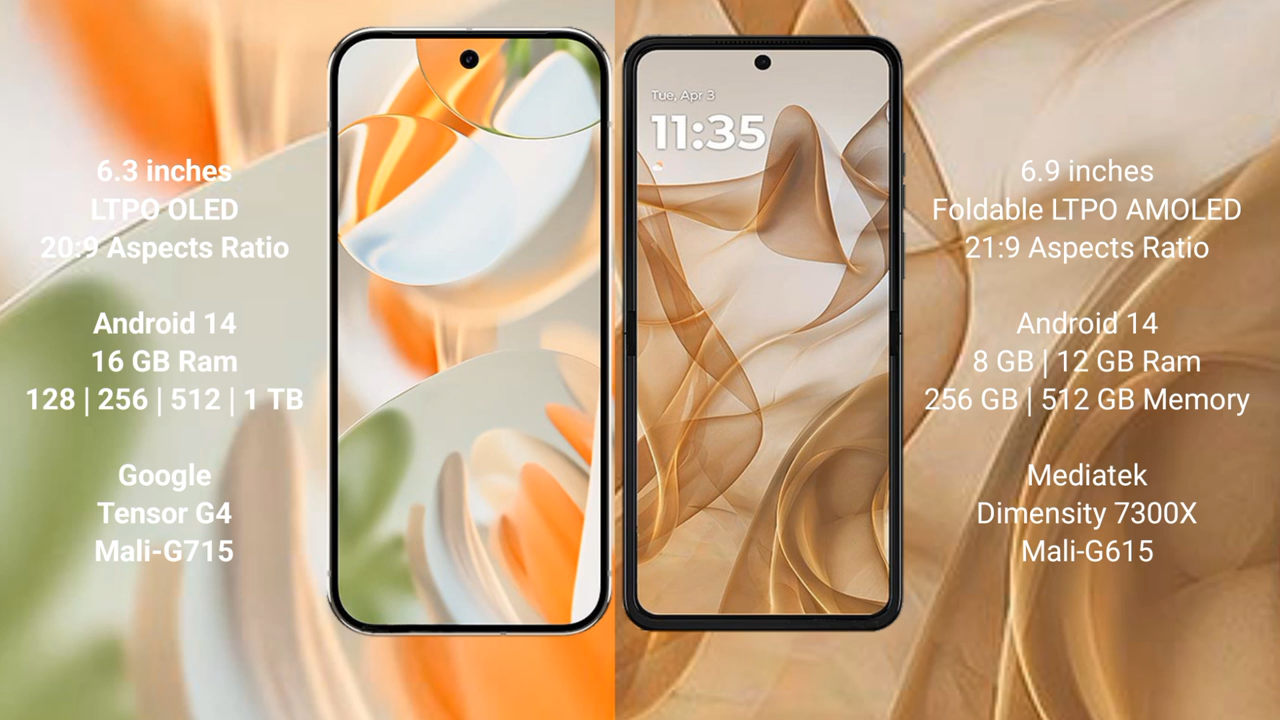 6.3 inches
LTPO OLED
20:9 Aspects Ratio
Android 14
16 GB Ram
128 | 256 | 512 | 1 TB
Google
Tensor G4
Mali-G715
Tue, Apr 3
11:35
6.9 inches
Foldable LTPO AMOLED
21:9 Aspects Ratio
Android 14
8 GB | 12 GB Ram
256 GB | 512 GB Memory
Mediatek
Dimensity 7300X
Mali-G615